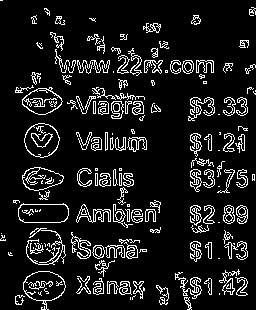 www.22rx.com
Viagra $3.33
Valium $1.21
Cialis $3.75
Ambien $2.89
Soma $1.13
Xanax $1.42